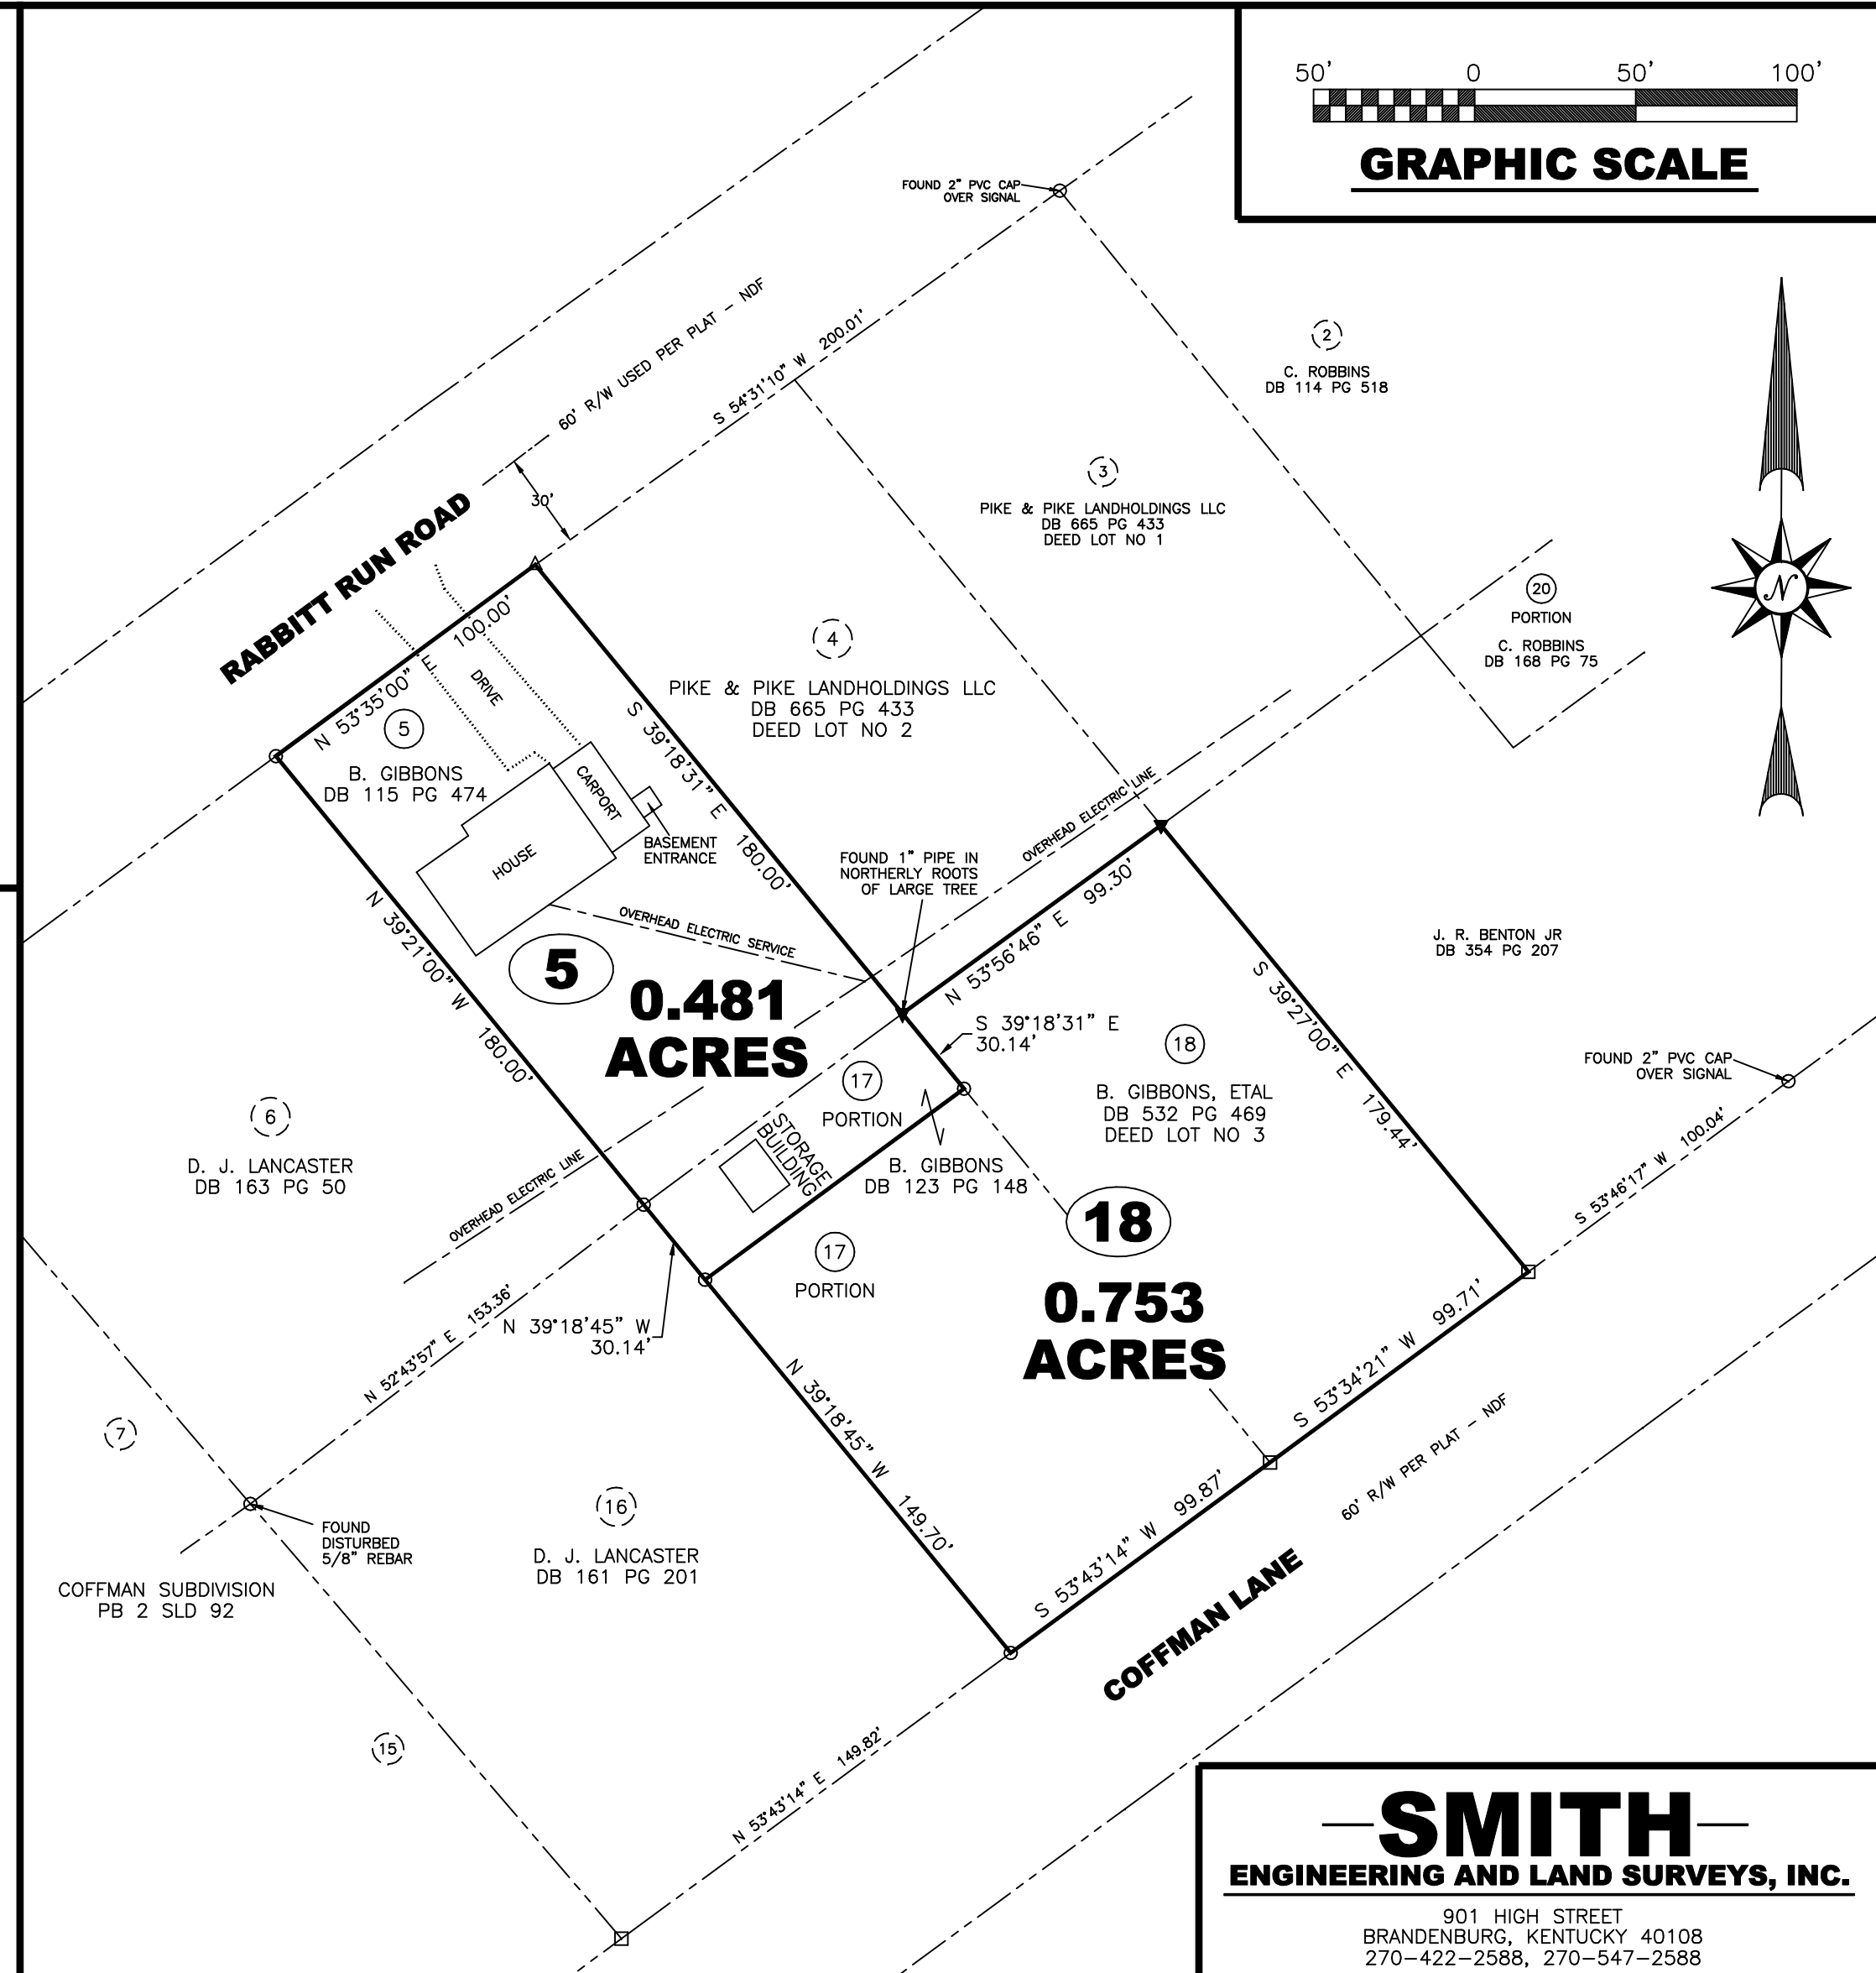 50' 0 50' 100'
GRAPHIC SCALE
FOUND 2" PVC CAP
OVER SIGNAL
60' R/W USED PER PLAT - NDF
S 54°31'10" W 200.01'
30'
RABBITT RUN ROAD
2
C. ROBBINS
DB 114 PG 518
3
PIKE & PIKE LANDHOLDINGS LLC
DB 665 PG 433
DEED LOT NO 1
20
PORTION
C. ROBBINS
DB 168 PG 75
N
4
PIKE & PIKE LANDHOLDINGS LLC
DB 665 PG 433
DEED LOT NO 2
N 53°35'00" E 100.00'
DRIVE
5
B. GIBBONS
DB 115 PG 474
CARPORT
HOUSE
BASEMENT
ENTRANCE
S 39°18'31" E 180.00'
OVERHEAD ELECTRIC LINE
FOUND 1" PIPE IN
NORTHERLY ROOTS
OF LARGE TREE
N 53°56'46" E 99.30'
OVERHEAD ELECTRIC SERVICE
N 39°21'00" W 180.00'
5
0.481
ACRES
J. R. BENTON JR
DB 354 PG 207
S 39°27'00" E 179.44'
S 39°18'31" E
30.14'
18
B. GIBBONS, ETAL
DB 532 PG 469
DEED LOT NO 3
FOUND 2" PVC CAP
OVER SIGNAL
17
PORTION
STORAGE
BUILDING
B. GIBBONS
DB 123 PG 148
6
D. J. LANCASTER
DB 163 PG 50
OVERHEAD ELECTRIC LINE
S 53°46'17" W 100.04'
18
0.753
ACRES
17
PORTION
N 52°43'57" E 153.36'
N 39°18'45" W
30.14'
S 53°34'21" W 99.71'
N 39°18'45" W 149.70'
7
60' R/W PER PLAT - NDF
FOUND
DISTURBED
5/8" REBAR
16
D. J. LANCASTER
DB 161 PG 201
COFFMAN SUBDIVISION
PB 2 SLD 92
S 53°43'14" W 99.87'
COFFMAN LANE
15
N 53°43'14" E 149.82'
SMITH
ENGINEERING AND LAND SURVEYS, INC.
901 HIGH STREET
BRANDENBURG, KENTUCKY 40108
270-422-2588, 270-547-2588